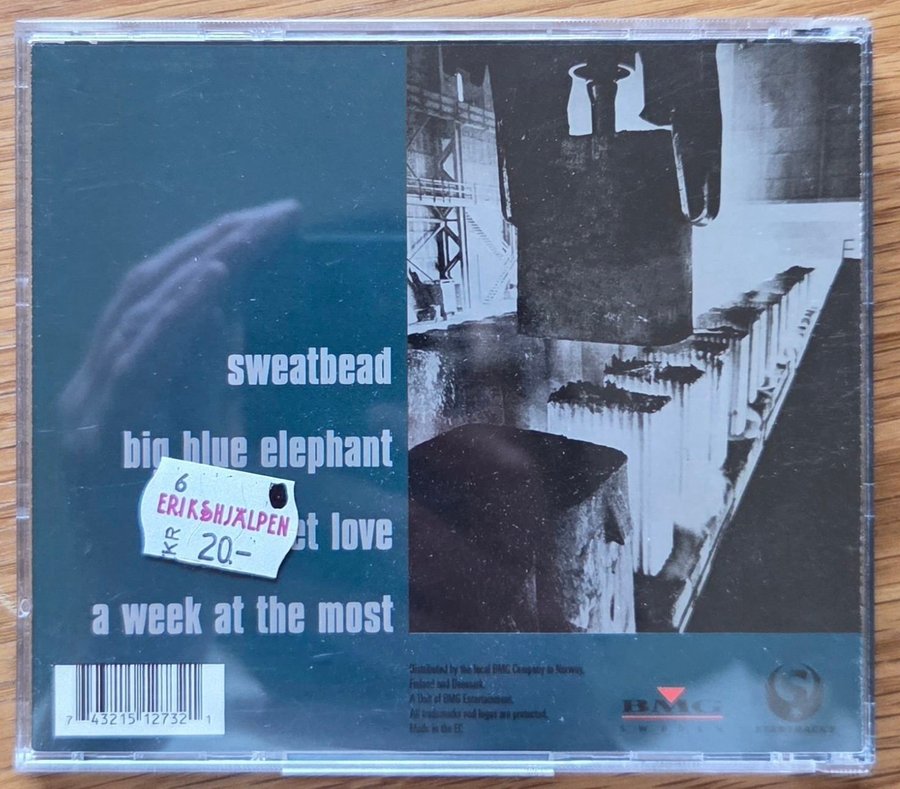 sweatbead
big blue elephant
et love
a week at the most
6
ERIKSHJÄLPEN
KR 20.-
7 43215 12732 1
Distributed by the local BMG Company in Norway,
Finland and Denmark.
A Unit of BMG Entertainment.
All trademarks and logos are protected.
Made in the EC
BMG
SWEDEN
STARTRACKS